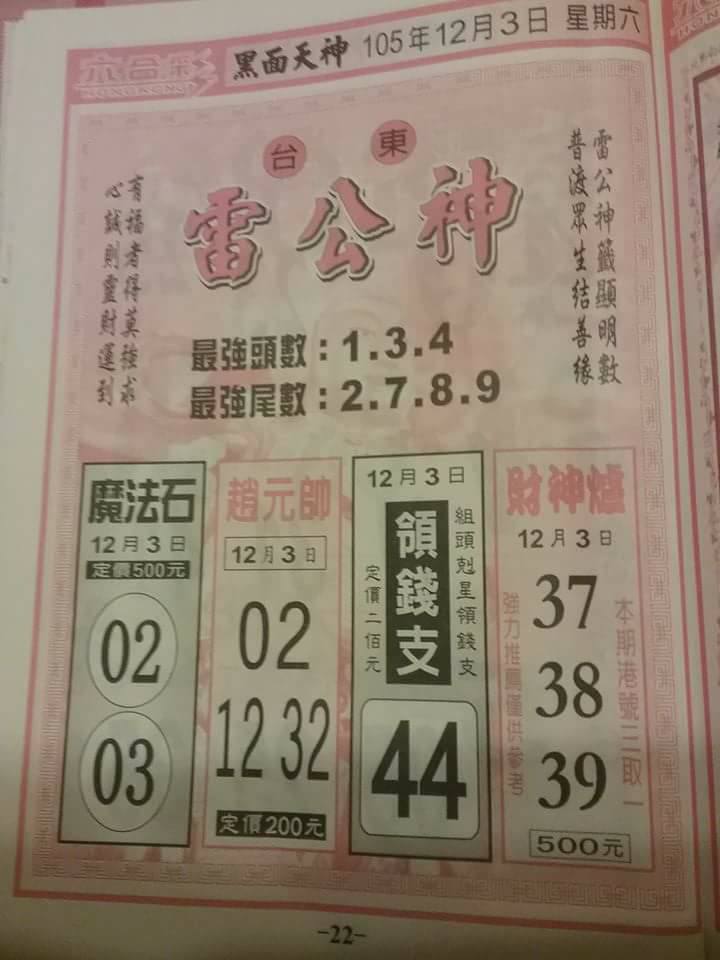 六合彩
HONGKONG
黑面天神 105年12月3日 星期六
台東
雷公神
雷公神籤顯明數
普渡眾生結善緣
有福者得莫強求
心誠則靈財運到
最強頭數：1.3.4
最強尾數：2.7.8.9
魔法石
12月3日
定價500元
02
03
趙元帥
12月3日
02
12 32
定價200元
12月3日
組頭剋星領錢支
領錢支
定價二佰元
44
財神爐
12月3日
本期港號三取一
37
38
39
強力推薦僅供參考
500元
-22-